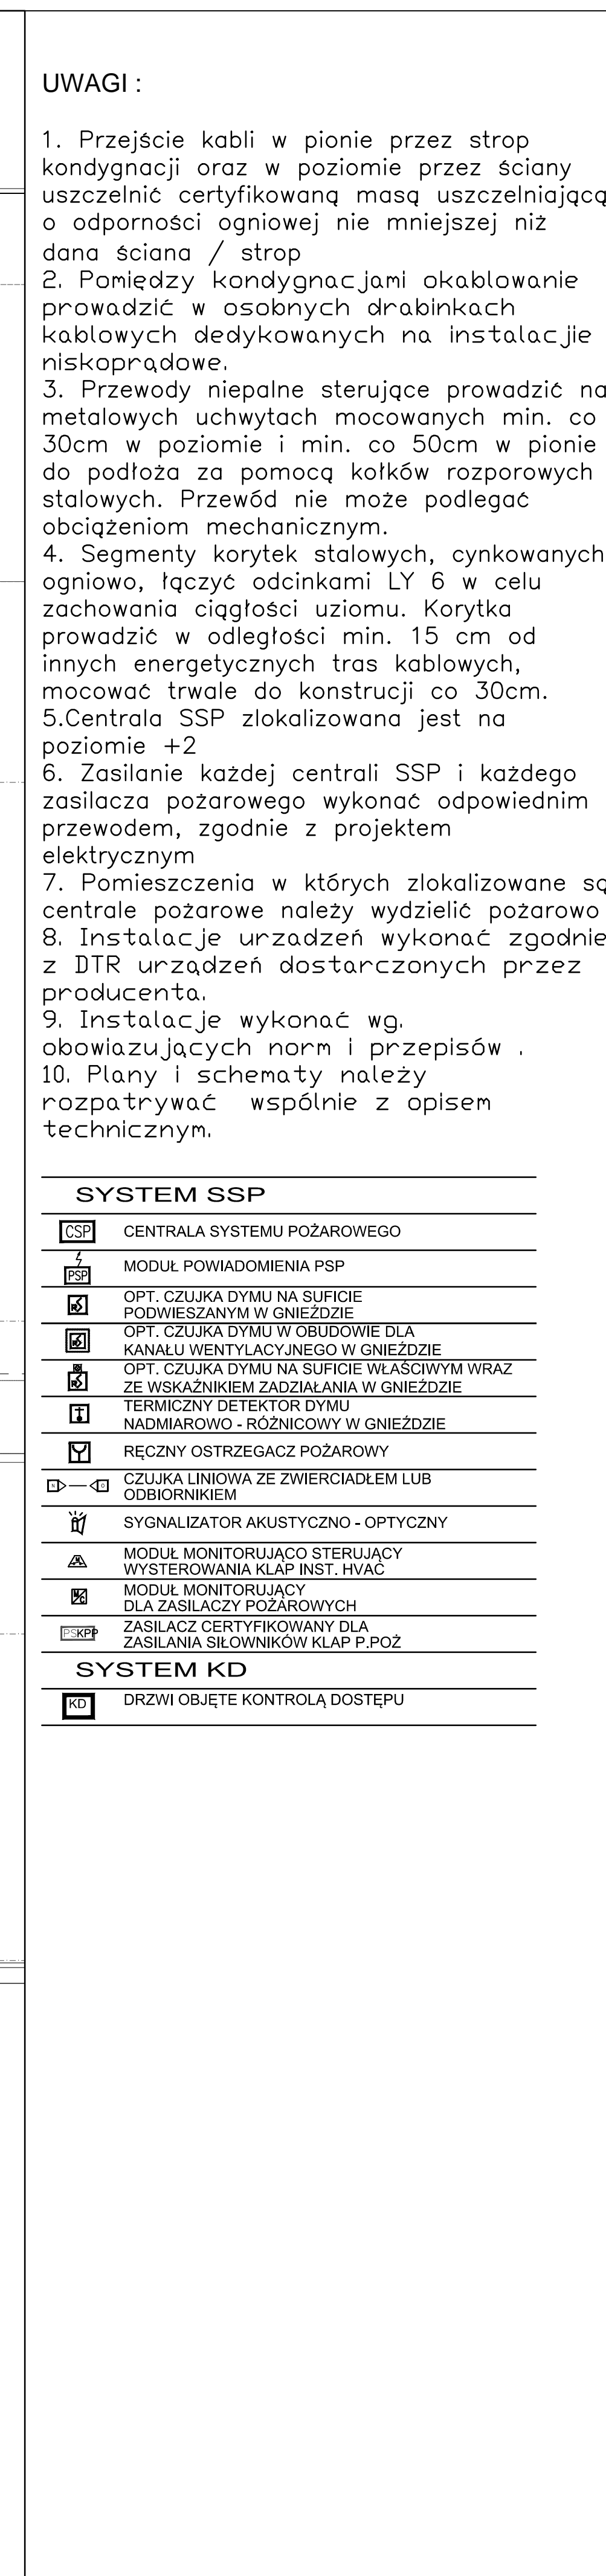 UWAGI :
1. Przejście kabli w pionie przez strop
kondygnacji oraz w poziomie przez ściany
uszczelnić certyfikowaną masą uszczelniającą
o odporności ogniowej nie mniejszej niż
dana ściana / strop
2. Pomiędzy kondygnacjami okablowanie
prowadzić w osobnych drabinkach
kablowych dedykowanych na instalacjie
niskoprądowe.
3. Przewody niepalne sterujące prowadzić na
metalowych uchwytach mocowanych min. co
30cm w poziomie i min. co 50cm w pionie
do podłoża za pomocą kołków rozporowych
stalowych. Przewód nie może podlegać
obciążeniom mechanicznym.
4. Segmenty korytek stalowych, cynkowanych
ogniowo, łączyć odcinkami LY 6 w celu
zachowania ciągłości uziomu. Korytka
prowadzić w odległości min. 15 cm od
innych energetycznych tras kablowych,
mocować trwale do konstrucji co 30cm.
5.Centrala SSP zlokalizowana jest na
poziomie +2
6. Zasilanie każdej centrali SSP i każdego
zasilacza pożarowego wykonać odpowiednim
przewodem, zgodnie z projektem
elektrycznym
7. Pomieszczenia w których zlokalizowane są
centrale pożarowe należy wydzielić pożarowo
8. Instalacje urzadzeń wykonać zgodnie
z DTR urządzeń dostarczonych przez
producenta.
9. Instalacje wykonać wg.
obowiazujących norm i przepisów .
10. Plany i schematy należy
rozpatrywać wspólnie z opisem
technicznym.
SYSTEM SSP
CSP CENTRALA SYSTEMU POŻAROWEGO
PSP MODUŁ POWIADOMIENIA PSP
OPT. CZUJKA DYMU NA SUFICIE
PODWIESZANYM W GNIEŹDZIE
OPT. CZUJKA DYMU W OBUDOWIE DLA
KANAŁU WENTYLACYJNEGO W GNIEŹDZIE
OPT. CZUJKA DYMU NA SUFICIE WŁAŚCIWYM WRAZ
ZE WSKAŹNIKIEM ZADZIAŁANIA W GNIEŹDZIE
TERMICZNY DETEKTOR DYMU
NADMIAROWO - RÓŻNICOWY W GNIEŹDZIE
RĘCZNY OSTRZEGACZ POŻAROWY
CZUJKA LINIOWA ZE ZWIERCIADŁEM LUB
ODBIORNIKIEM
SYGNALIZATOR AKUSTYCZNO - OPTYCZNY
MODUŁ MONITORUJĄCO STERUJĄCY
WYSTEROWANIA KLAP INST. HVAC
MODUŁ MONITORUJĄCY
DLA ZASILACZY POŻAROWYCH
PSKPP ZASILACZ CERTYFIKOWANY DLA
ZASILANIA SIŁOWNIKÓW KLAP P.POŻ
SYSTEM KD
KD DRZWI OBJĘTE KONTROLĄ DOSTĘPU